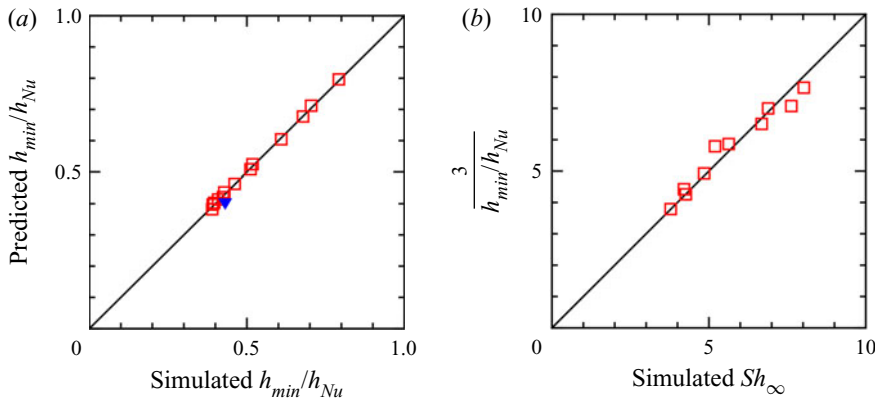 (a)
1.0
0.5
0
0.5
1.0
Predicted h_min/h_Nu
Simulated h_min/h_Nu
(b)
10
5
0
5
10
3
h_min/h_Nu
Simulated Sh_∞